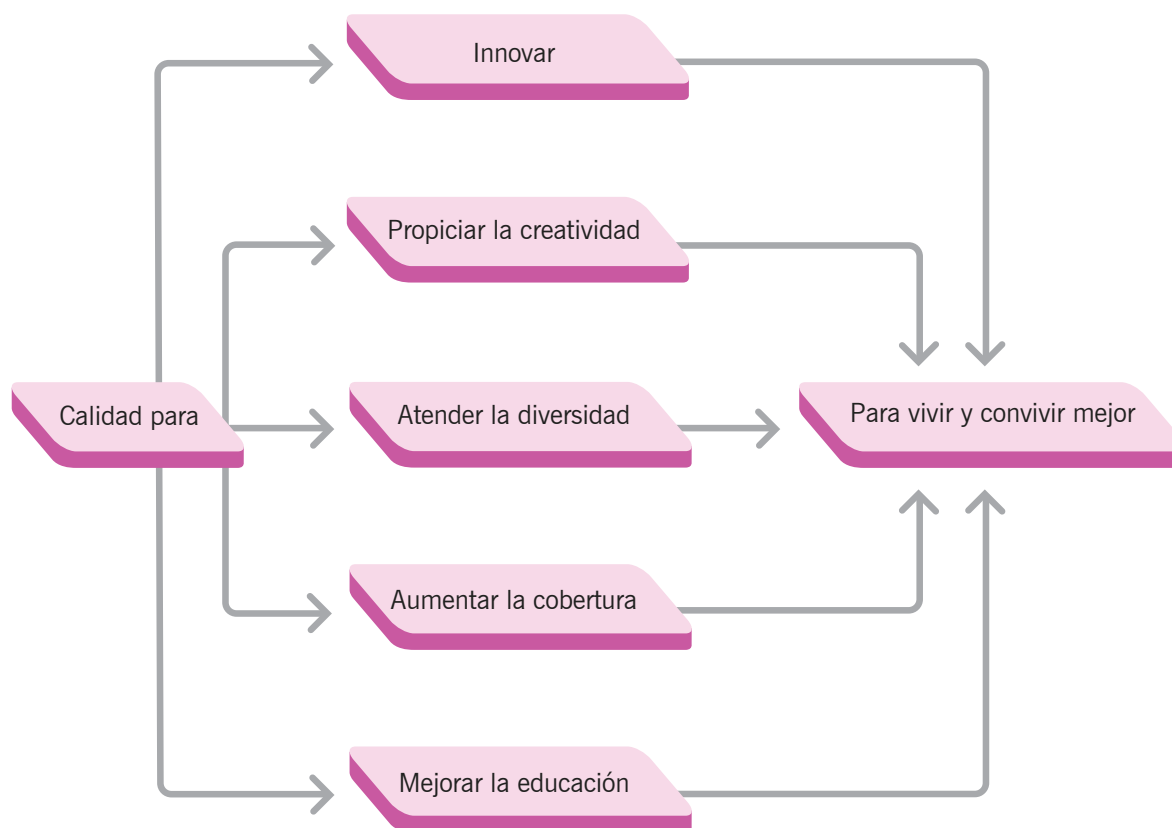 Innovar
Propiciar la creatividad
Calidad para
Atender la diversidad
Para vivir y convivir mejor
Aumentar la cobertura
Mejorar la educación